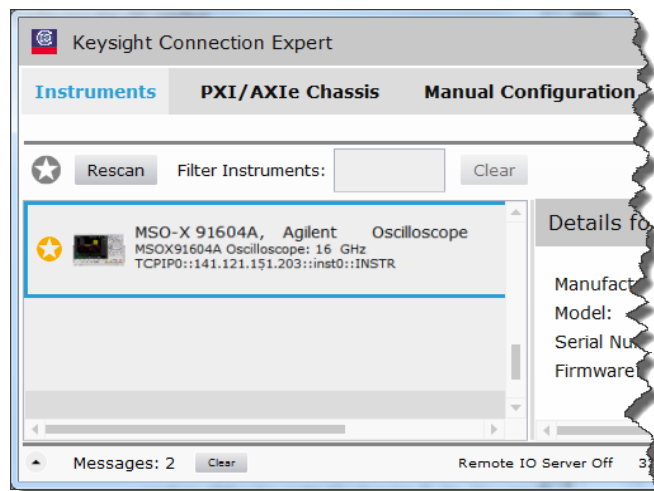 Keysight Connection Expert
Instruments PXI/AXIe Chassis Manual Configuration
Rescan Filter Instruments: Clear
MSO-X 91604A, Agilent Oscilloscope
MSOX91604A Oscilloscope: 16 GHz
TCPIP0::141.121.151.203::inst0::INSTR
Details fo
Manufact
Model:
Serial Nu
Firmware
Messages: 2 Clear Remote IO Server Off